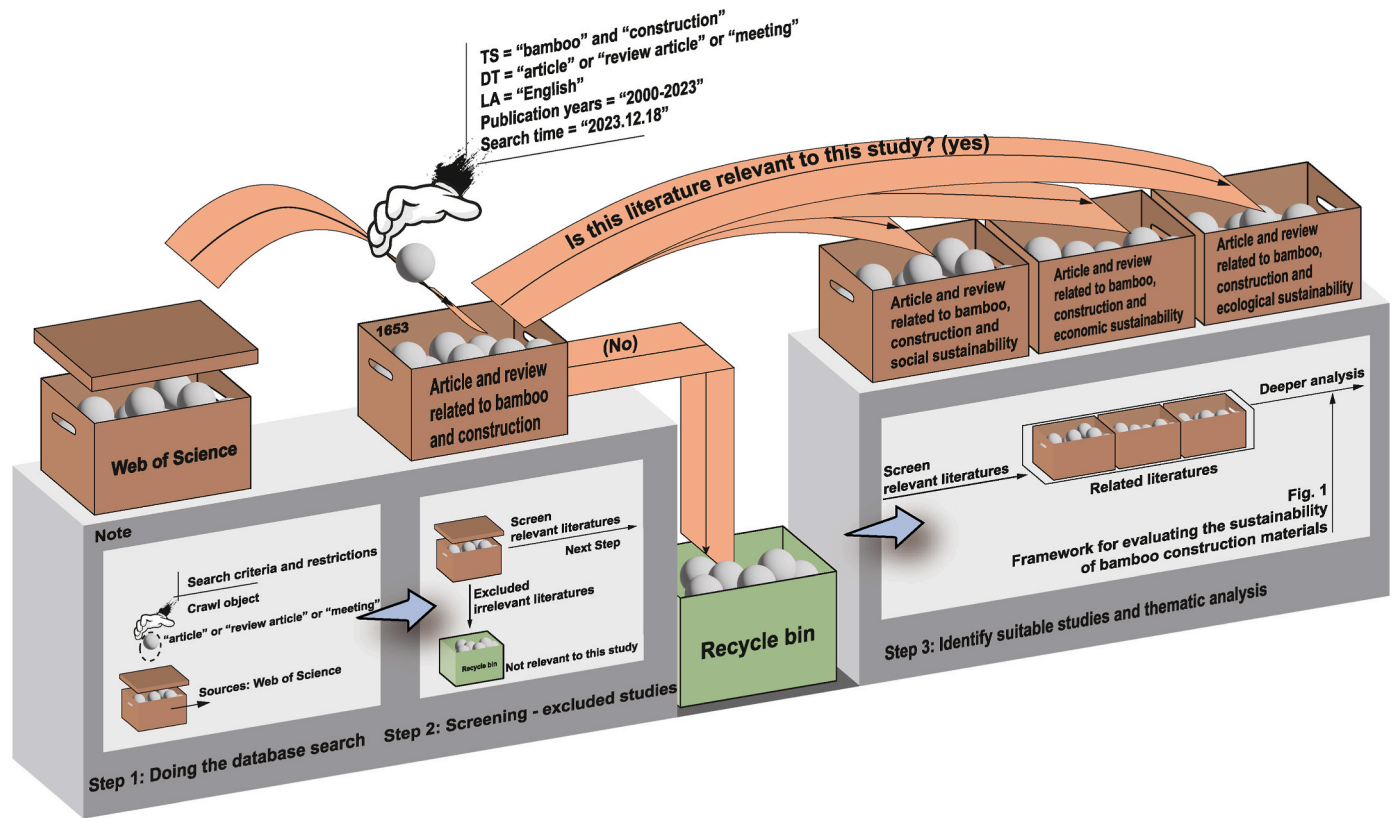 TS = “bamboo” and “construction”
DT = “article” or “review article” or “meeting”
LA = “English”
Publication years = “2000-2023”
Search time = “2023.12.18”
Is this literature relevant to this study? (yes)
1653
Article and review
related to bamboo
and construction
(No)
Web of Science
Article and review
related to bamboo,
construction and
social sustainability
Article and review
related to bamboo,
construction and
economic sustainability
Article and review
related to bamboo,
construction and
ecological sustainability
Note
Search criteria and restrictions
Crawl object
“article” or “review article” or “meeting”
Sources: Web of Science
Step 1: Doing the database search
Screen
relevant literatures
Next Step
Excluded
irrelevant literatures
Recycle bin
Not relevant to this study
Step 2: Screening - excluded studies
Recycle bin
Screen
relevant literatures
Related literatures
Deeper analysis
Fig. 1
Framework for evaluating the sustainability
of bamboo construction materials
Step 3: Identify suitable studies and thematic analysis